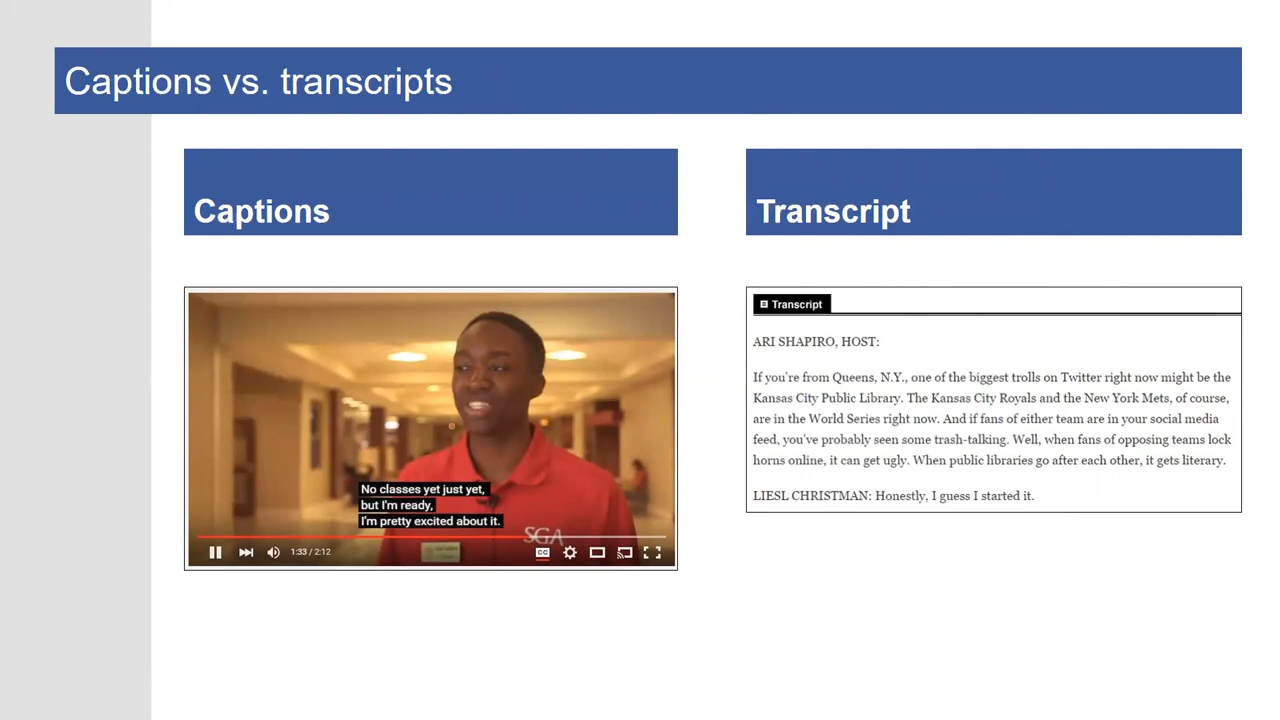 Captions vs. transcripts
Captions
Transcript
No classes yet just yet,
but I'm ready,
I'm pretty excited about it.
SGA
1:33 / 2:12
CC
Transcript
ARI SHAPIRO, HOST:
If you're from Queens, N.Y., one of the biggest trolls on Twitter right now might be the
Kansas City Public Library. The Kansas City Royals and the New York Mets, of course,
are in the World Series right now. And if fans of either team are in your social media
feed, you've probably seen some trash-talking. Well, when fans of opposing teams lock
horns online, it can get ugly. When public libraries go after each other, it gets literary.
LIESL CHRISTMAN: Honestly, I guess I started it.